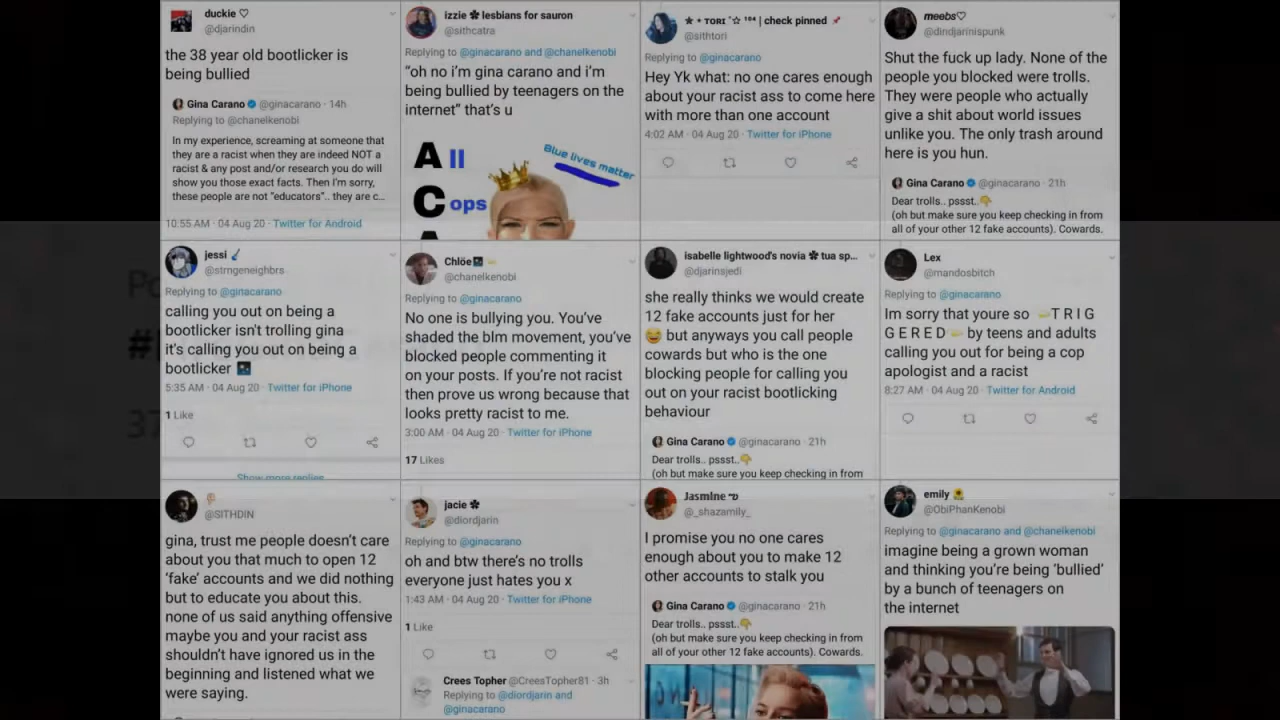 duckie ♡
@djarindin
the 38 year old bootlicker is
being bullied
Gina Carano @ginacarano · 14h
Replying to @chanelkenobi
In my experience, screaming at someone that
they are a racist when they are indeed NOT a
racist & any post and/or research you do will
show you those exact facts. Then I'm sorry,
these people are not "educators".. they are c...
10:55 AM · 04 Aug 20 · Twitter for Android
izzie ✽ lesbians for sauron
@sithcatra
Replying to @ginacarano and @chanelkenobi
"oh no i'm gina carano and i'm
being bullied by teenagers on the
internet" that's u
All
Cops
A
Blue lives matter
★ ⋆ ᴛᴏʀɪ ˚☆ ¹⁰⁴ | check pinned 📌
@sithtori
Replying to @ginacarano
Hey Yk what: no one cares enough
about your racist ass to come here
with more than one account
4:02 AM · 04 Aug 20 · Twitter for iPhone
meebs♡
@dindjarinispunk
Shut the fuck up lady. None of the
people you blocked were trolls.
They were people who actually
give a shit about world issues
unlike you. The only trash around
here is you hun.
Gina Carano @ginacarano · 21h
Dear trolls.. pssst..👇
(oh but make sure you keep checking in from
all of your other 12 fake accounts). Cowards.
jessi
@strngeneighbrs
Replying to @ginacarano
calling you out on being a
bootlicker isn't trolling gina
it's calling you out on being a
bootlicker
5:35 AM · 04 Aug 20 · Twitter for iPhone
1 Like
Show more replies
Chlöe
@chanelkenobi
Replying to @ginacarano
No one is bullying you. You've
shaded the blm movement, you've
blocked people commenting it
on your posts. If you're not racist
then prove us wrong because that
looks pretty racist to me.
3:00 AM · 04 Aug 20 · Twitter for iPhone
17 Likes
isabelle lightwood's novia ✽ tua sp...
@djarinsjedi
she really thinks we would create
12 fake accounts just for her
😂 but anyways you call people
cowards but who is the one
blocking people for calling you
out on your racist bootlicking
behaviour
Gina Carano @ginacarano · 21h
Dear trolls.. pssst..👇
(oh but make sure you keep checking in from
Lex
@mandosbitch
Replying to @ginacarano
Im sorry that youre so T R I G
G E R E D by teens and adults
calling you out for being a cop
apologist and a racist
8:27 AM · 04 Aug 20 · Twitter for Android
@SITHDIN
gina, trust me people doesn't care
about you that much to open 12
'fake' accounts and we did nothing
but to educate you about this.
none of us said anything offensive
maybe you and your racist ass
shouldn't have ignored us in the
beginning and listened what we
were saying.
jacie ✽
@diordjarin
Replying to @ginacarano
oh and btw there's no trolls
everyone just hates you x
1:43 AM · 04 Aug 20 · Twitter for iPhone
1 Like
Crees Topher @CreesTopher81 · 3h
Replying to @diordjarin and
@ginacarano
Jasmine
@_shazamily_
I promise you no one cares
enough about you to make 12
other accounts to stalk you
Gina Carano @ginacarano · 21h
Dear trolls.. pssst..👇
(oh but make sure you keep checking in from
all of your other 12 fake accounts). Cowards.
emily 🌻
@ObiPhanKenobi
Replying to @ginacarano and @chanelkenobi
imagine being a grown woman
and thinking you're being 'bullied'
by a bunch of teenagers on
the internet